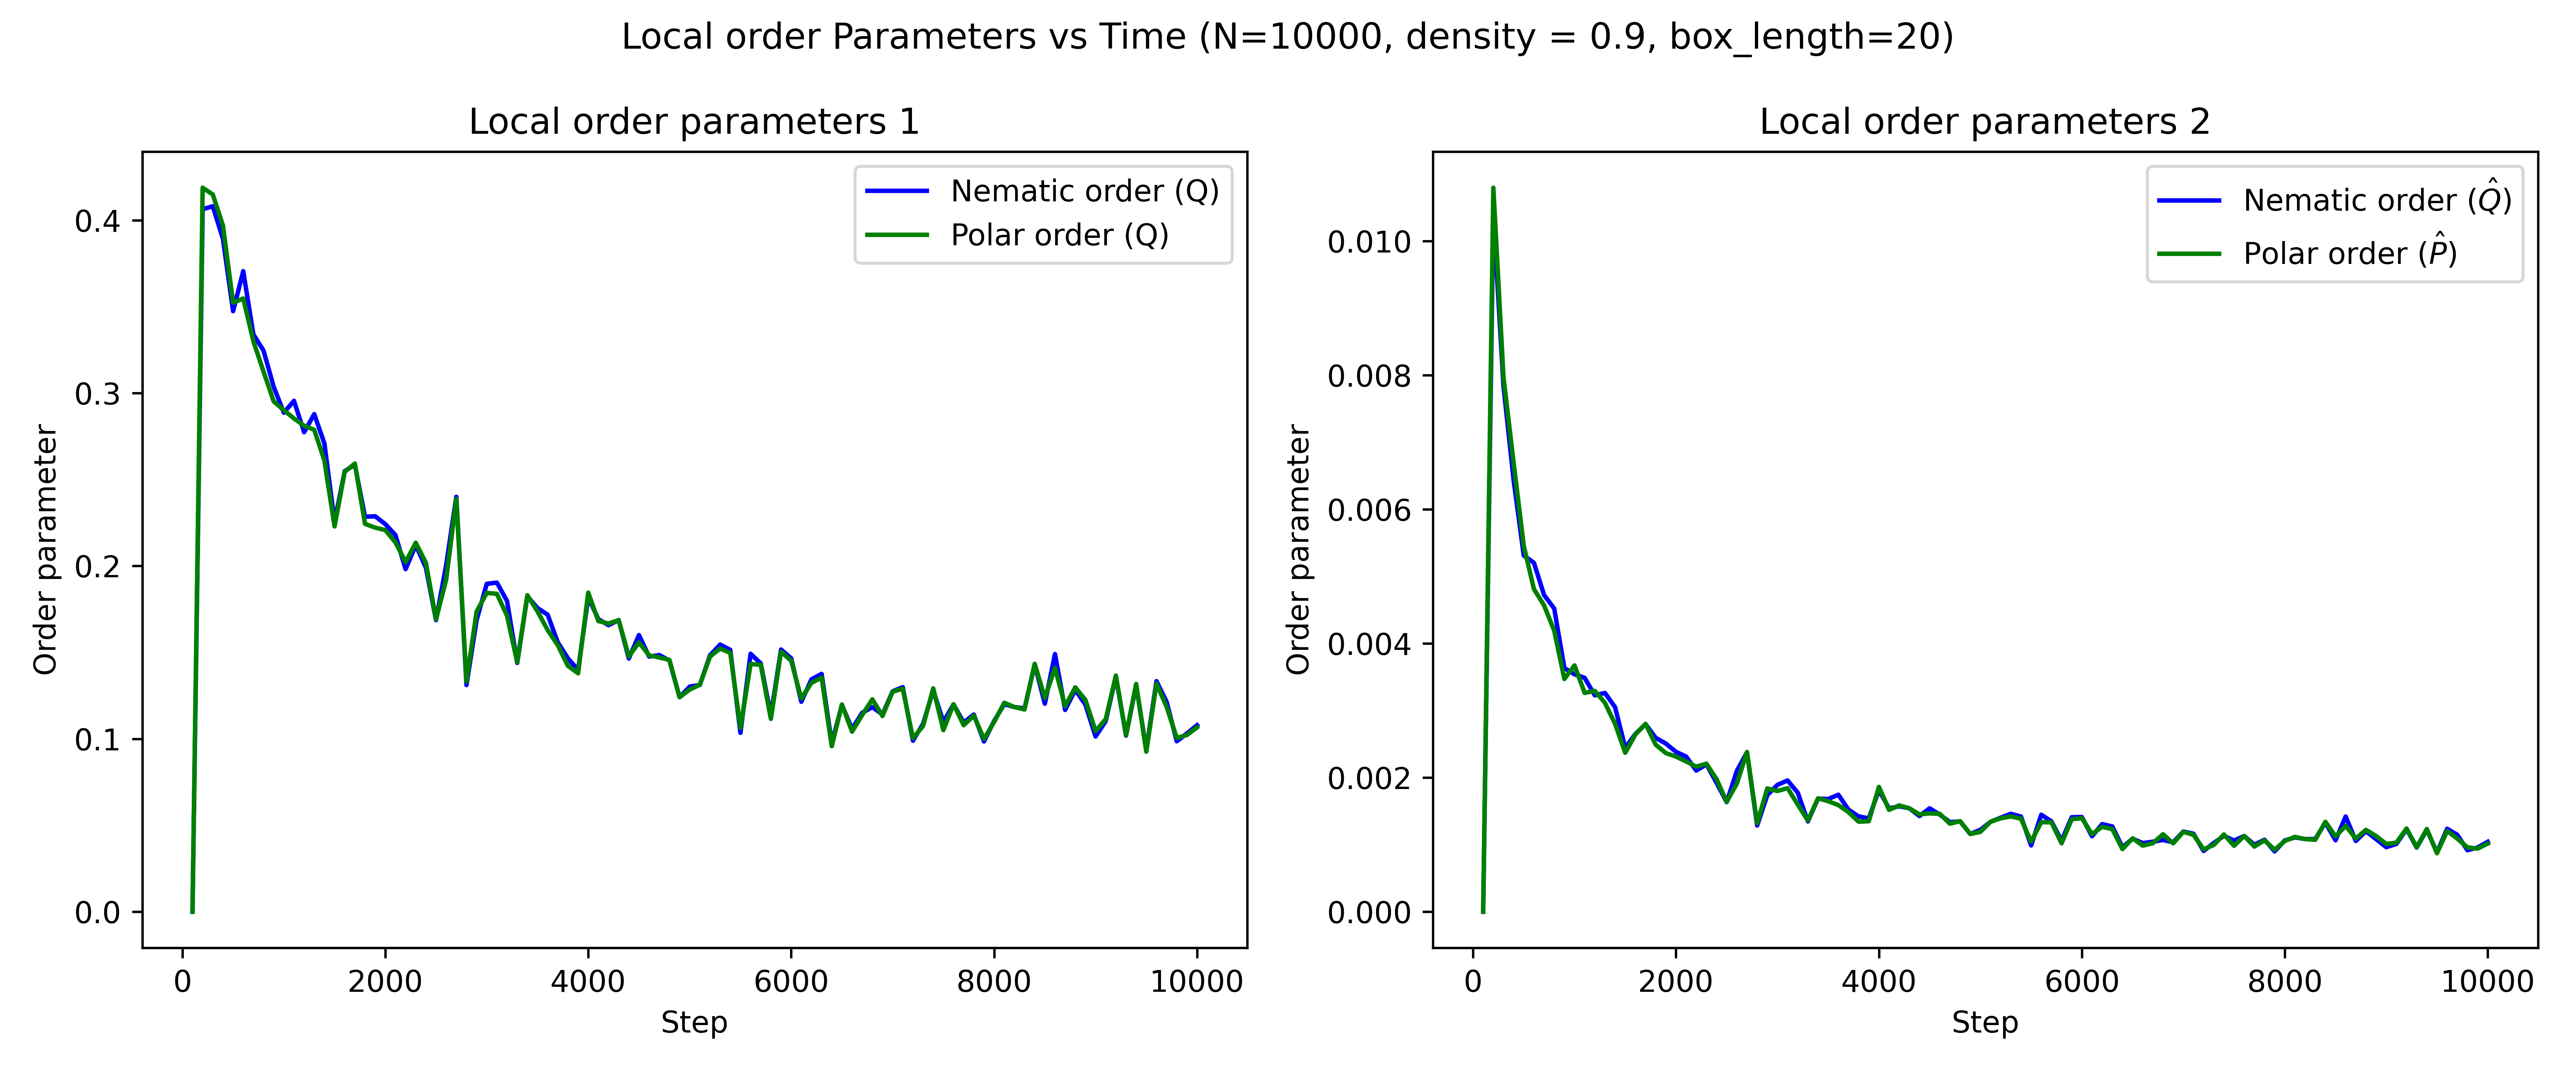 Local order Parameters vs Time (N=10000, density = 0.9, box_length=20)
Local order parameters 1
Nematic order (Q)
Polar order (Q)
0.4
0.3
0.2
0.1
0.0
Order parameter
0 2000 4000 6000 8000 10000
Step
Local order parameters 2
Nematic order (Q̂)
Polar order (P̂)
0.010
0.008
0.006
0.004
0.002
0.000
Order parameter
0 2000 4000 6000 8000 10000
Step